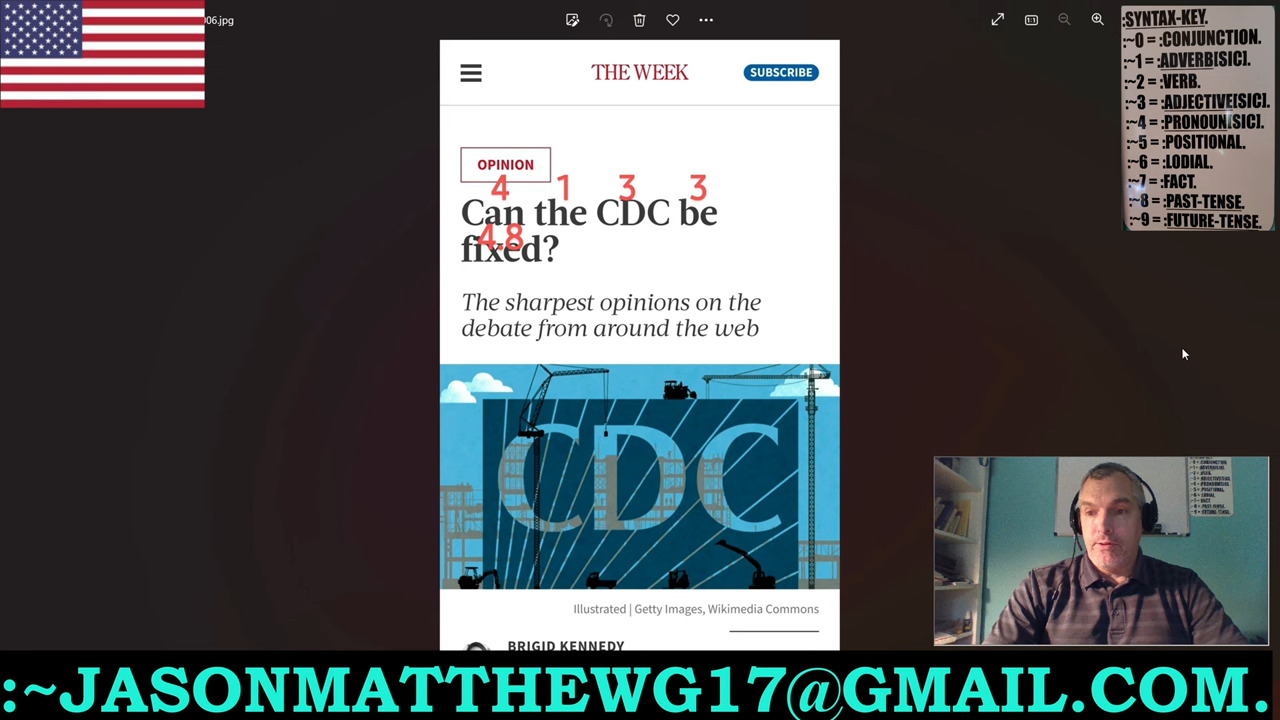 006.jpg
THE WEEK
SUBSCRIBE
OPINION
4 1 3 3
Can the CDC be
4.8
fixed?
The sharpest opinions on the
debate from around the web
CDC
Illustrated | Getty Images, Wikimedia Commons
BRIGID KENNEDY
:SYNTAX-KEY.
:~0 = :CONJUNCTION.
:~1 = :ADVERB[SIC].
:~2 = :VERB.
:~3 = :ADJECTIVE[SIC].
:~4 = :PRONOUN[SIC].
:~5 = :POSITIONAL.
:~6 = :LODIAL.
:~7 = :FACT.
:~8 = :PAST-TENSE.
:~9 = :FUTURE-TENSE.
:~JASONMATTHEWG17@GMAIL.COM.